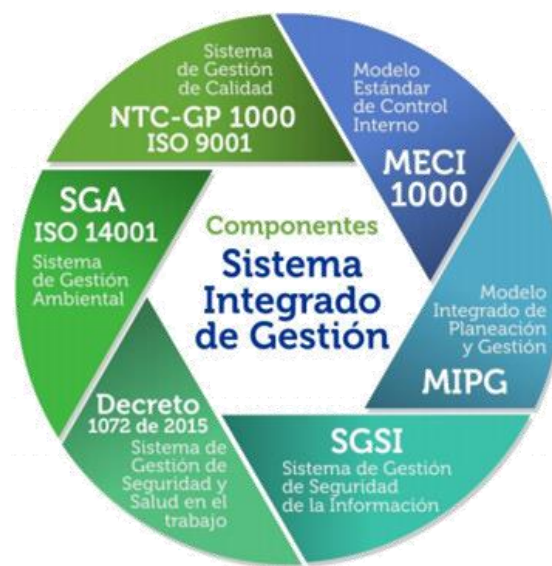 Componentes
Sistema
Integrado
de Gestión
Sistema
de Gestión
de Calidad
NTC-GP 1000
ISO 9001
Modelo
Estándar
de Control
Interno
MECI
1000
Modelo
Integrado de
Planeación
y Gestión
MIPG
SGSI
Sistema de Gestión
de Seguridad
de la Información
Decreto
1072 de 2015
Sistema de
Gestión de
Seguridad y
Salud en el
trabajo
SGA
ISO 14001
Sistema
de Gestión
Ambiental